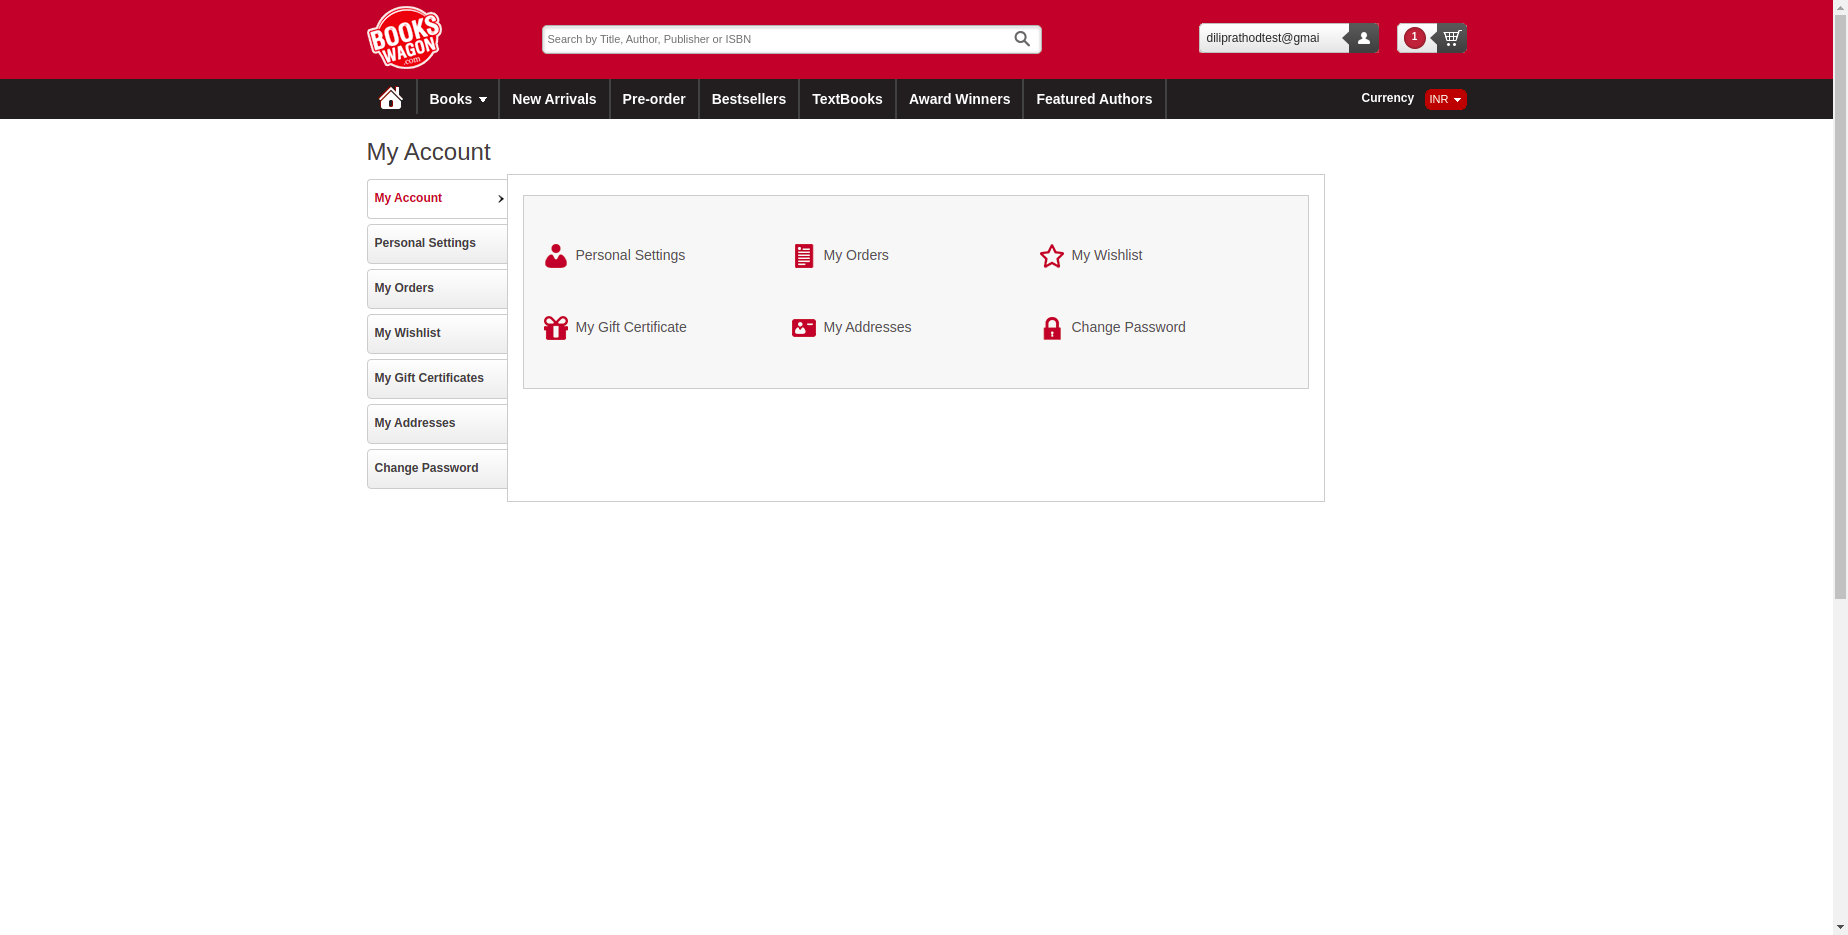 BOOKS
WAGON
.com
Search by Title, Author, Publisher or ISBN
diliprathodtest@gmai
1
Books
New Arrivals
Pre-order
Bestsellers
TextBooks
Award Winners
Featured Authors
Currency
INR
My Account
My Account
Personal Settings
My Orders
My Wishlist
My Gift Certificates
My Addresses
Change Password
Personal Settings
My Orders
My Wishlist
My Gift Certificate
My Addresses
Change Password